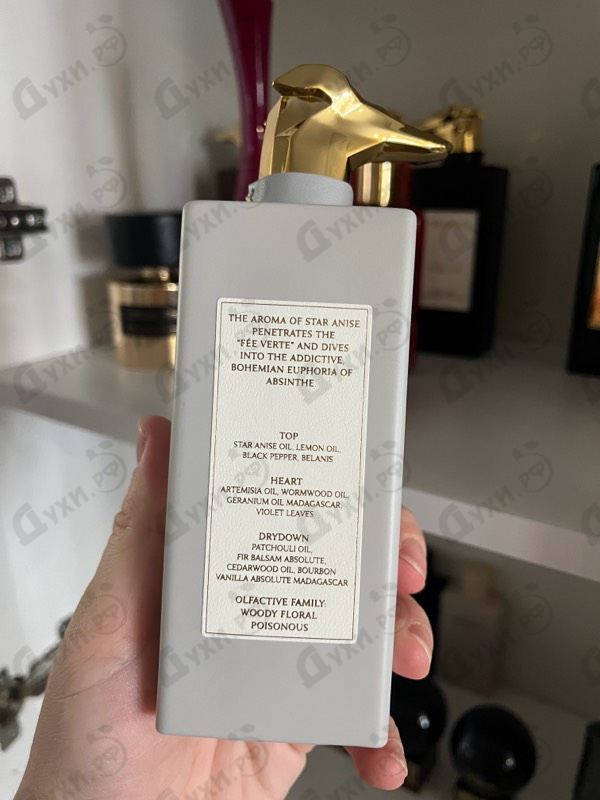 THE AROMA OF STAR ANISE
PENETRATES THE
"FÉE VERTE" AND DIVES
INTO THE ADDICTIVE,
BOHEMIAN EUPHORIA OF
ABSINTHE.
TOP
STAR ANISE OIL, LEMON OIL,
BLACK PEPPER, BELANIS
HEART
ARTEMISIA OIL, WORMWOOD OIL,
GERANIUM OIL MADAGASCAR,
VIOLET LEAVES
DRYDOWN
PATCHOULI OIL,
FIR BALSAM ABSOLUTE,
CEDARWOOD OIL, BOURBON
VANILLA ABSOLUTE MADAGASCAR
OLFACTIVE FAMILY:
WOODY FLORAL
POISONOUS
Духи.рф